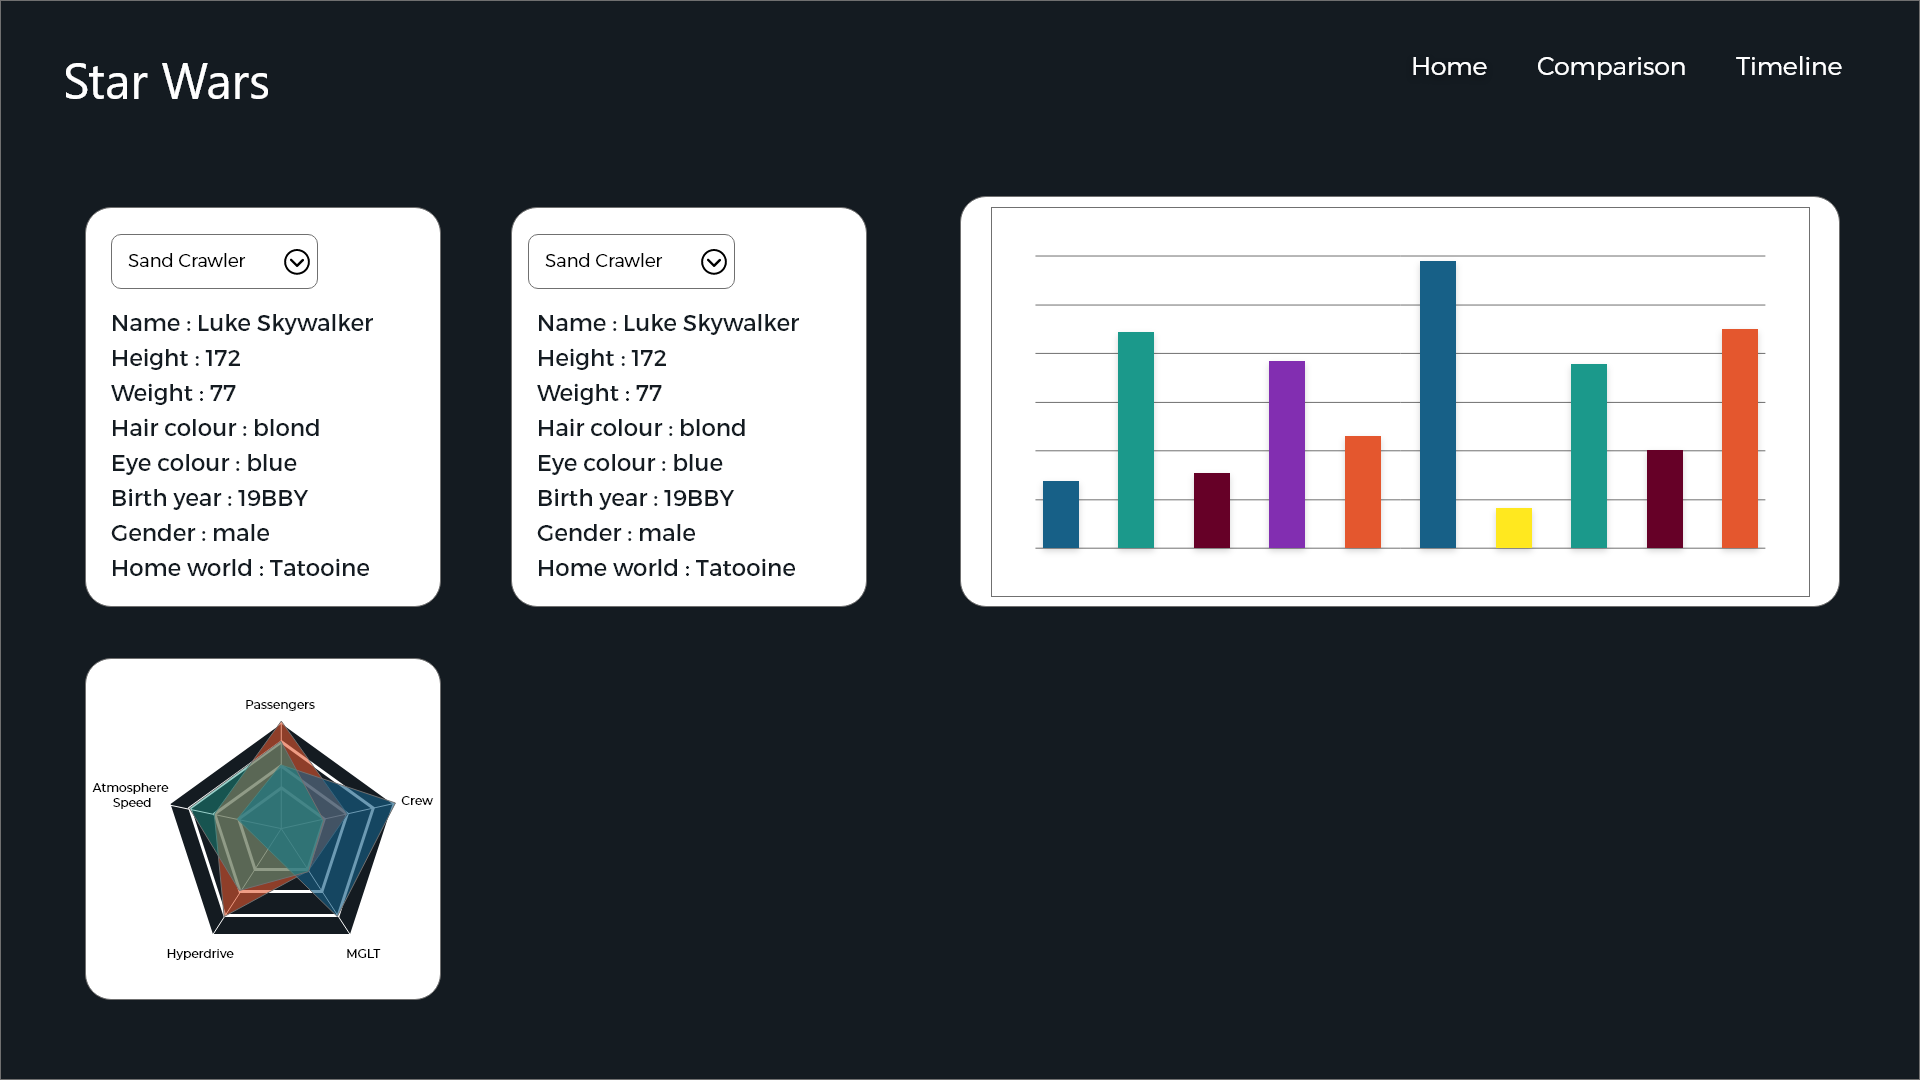 Star Wars
Home
Comparison
Timeline
Sand Crawler
Name : Luke Skywalker
Height : 172
Weight : 77
Hair colour : blond
Eye colour : blue
Birth year : 19BBY
Gender : male
Home world : Tatooine
Sand Crawler
Name : Luke Skywalker
Height : 172
Weight : 77
Hair colour : blond
Eye colour : blue
Birth year : 19BBY
Gender : male
Home world : Tatooine
Passengers
Atmosphere
Speed
Crew
Hyperdrive
MGLT